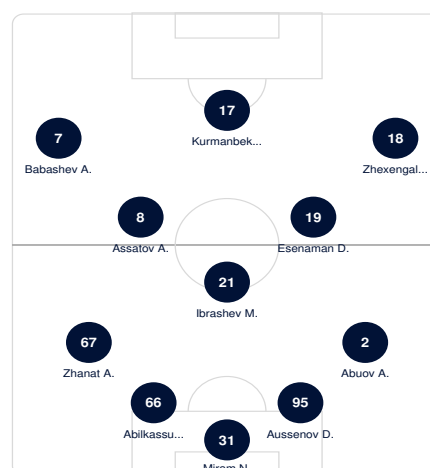 17
Kurmanbek...
7
18
Babashev A.
Zhexengal...
8
19
Assatov A.
Esenaman D.
21
Ibrashev M.
67
2
Zhanat A.
Abuov A.
66
95
Abilkassu...
Aussenov D.
31
Miram N.